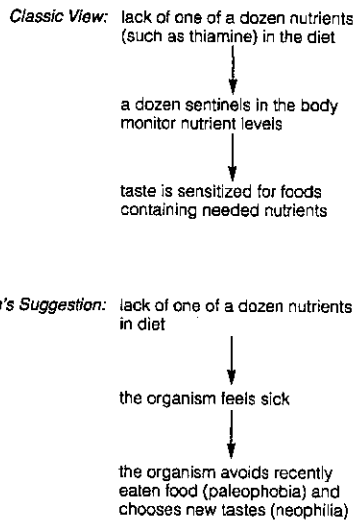 Classic View: lack of one of a dozen nutrients
(such as thiamine) in the diet
a dozen sentinels in the body
monitor nutrient levels
taste is sensitized for foods
containing needed nutrients
's Suggestion: lack of one of a dozen nutrients
in diet
the organism feels sick
the organism avoids recently
eaten food (paleophobia) and
chooses new tastes (neophilia)